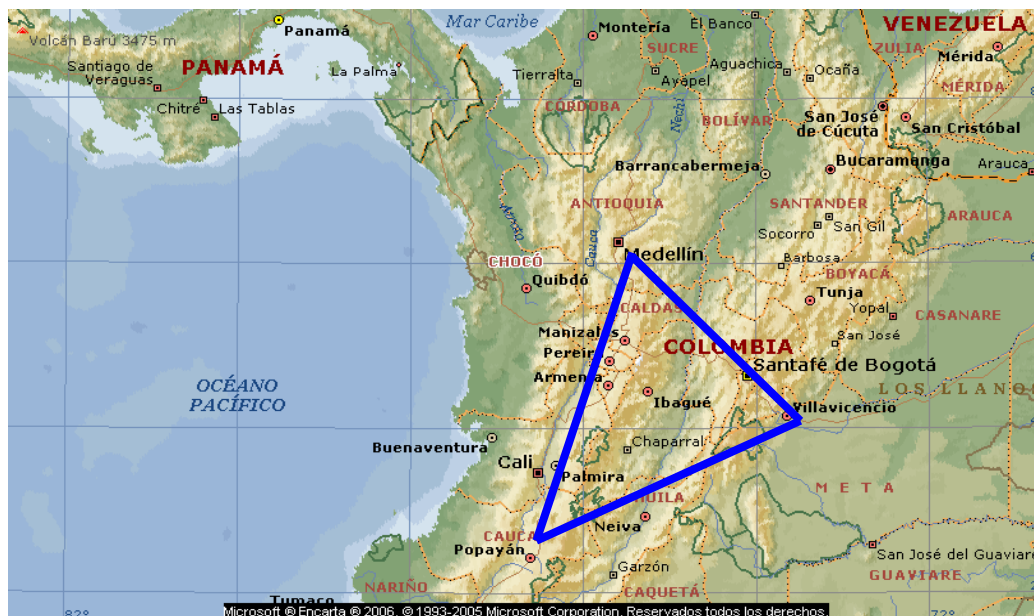 Mar Caribe
El Banco
VENEZUELA
Panamá
Montería
ZULIA
Volcán Barú 3475 m
SUCRE
Mérida
Santiago de
Veraguas
PANAMÁ
La Palma
Tierralta
Ayapel
Aguachica
Ocaña
MÉRIDA
Chitré
Las Tablas
CÓRDOBA
Nechí
BOLÍVAR
San José
de Cúcuta
San Cristóbal
Barrancabermeja
Bucaramanga
Arauca
ANTIOQUIA
SANTANDER
Atrato
Cauca
San Gil
Socorro
ARAUCA
Medellín
CHOCÓ
Barbosa
BOYACÁ
Quibdó
Tunja
CALDAS
Yopal
CASANARE
Manizales
San José
Pereira
COLOMBIA
Santafé de Bogotá
OCÉANO
PACÍFICO
Armenia
Ibagué
LOS LLANO
Villavicencio
Buenaventura
Chaparral
Cali
Palmira
META
HUILA
Neiva
CAUCA
Popayán
San José del Guaviare
Garzón
GUAVIARE
NARIÑO
CAQUETÁ
Tumaco
82°
72°
Microsoft ® Encarta ® 2006. © 1993-2005 Microsoft Corporation. Reservados todos los derechos.